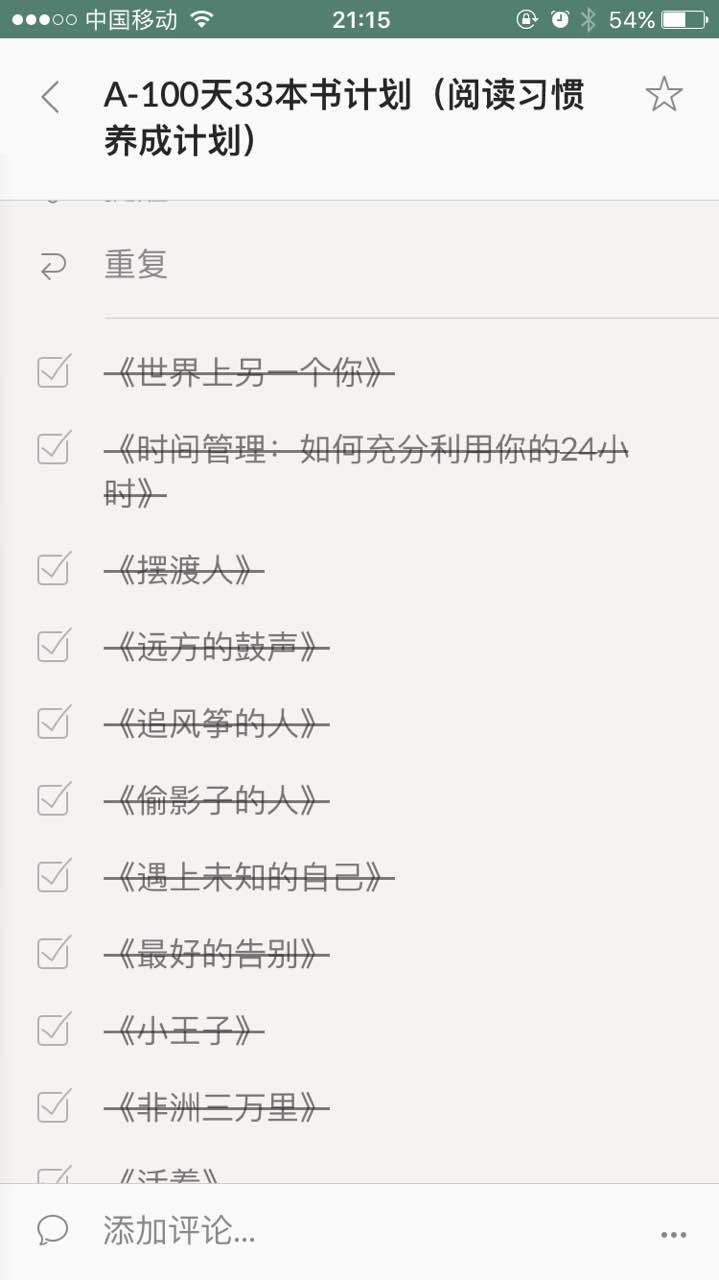 中国移动 21:15 54%
A-100天33本书计划（阅读习惯
养成计划）
重复
《世界上另一个你》
《时间管理：如何充分利用你的24小
时》
《摆渡人》
《远方的鼓声》
《追风筝的人》
《偷影子的人》
《遇上未知的自己》
《最好的告别》
《小王子》
《非洲三万里》
《活着》
添加评论...